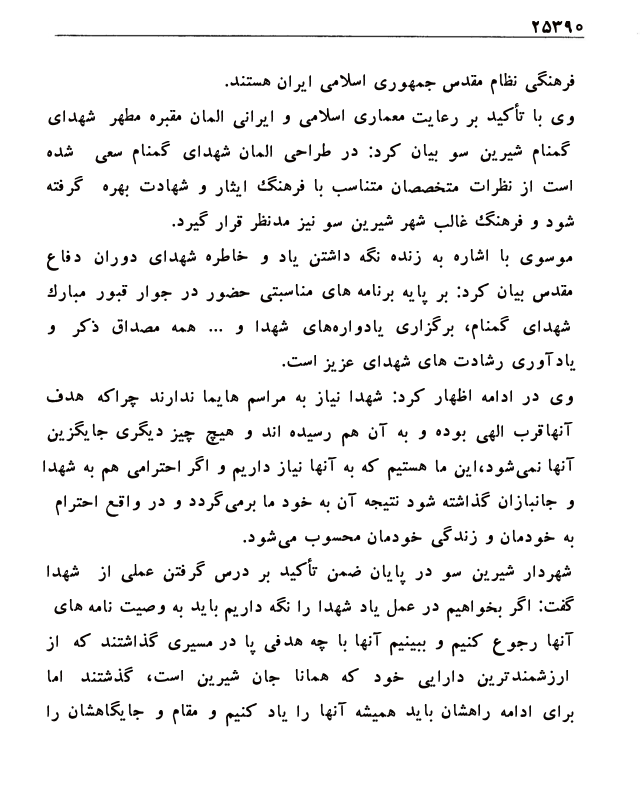 ۲۵۳۹۰
فرهنگی نظام مقدس جمهوری اسلامی ایران هستند.
وی با تأکید بر رعایت معماری اسلامی و ایرانی المان مقبره مطهر شهدای
گمنام شیرین سو بیان کرد: در طراحی المان شهدای گمنام سعی شده
است از نظرات متخصصان متناسب با فرهنگ ایثار و شهادت بهره گرفته
شود و فرهنگ غالب شهر شیرین سو نیز مدنظر قرار گیرد.
موسوی با اشاره به زنده نگه داشتن یاد و خاطره شهدای دوران دفاع
مقدس بیان کرد: بر پایه برنامه های مناسبتی حضور در جوار قبور مبارك
شهدای گمنام، برگزاری یادواره‌های شهدا و ... همه مصداق ذکر و
یادآوری رشادت های شهدای عزیز است.
وی در ادامه اظهار کرد: شهدا نیاز به مراسم هایما ندارند چراکه هدف
آنهاقرب الهی بوده و به آن هم رسیده اند و هیچ چیز دیگری جایگزین
آنها نمی‌شود،این ما هستیم که به آنها نیاز داریم و اگر احترامی هم به شهدا
و جانبازان گذاشته شود نتیجه آن به خود ما برمی‌گردد و در واقع احترام
به خودمان و زندگی خودمان محسوب می‌شود.
شهردار شیرین سو در پایان ضمن تأکید بر درس گرفتن عملی از شهدا
گفت: اگر بخواهیم در عمل یاد شهدا را نگه داریم باید به وصیت نامه های
آنها رجوع کنیم و ببینیم آنها با چه هدفی پا در مسیری گذاشتند که از
ارزشمندترین دارایی خود که همانا جان شیرین است، گذشتند اما
برای ادامه راهشان باید همیشه آنها را یاد کنیم و مقام و جایگاهشان را